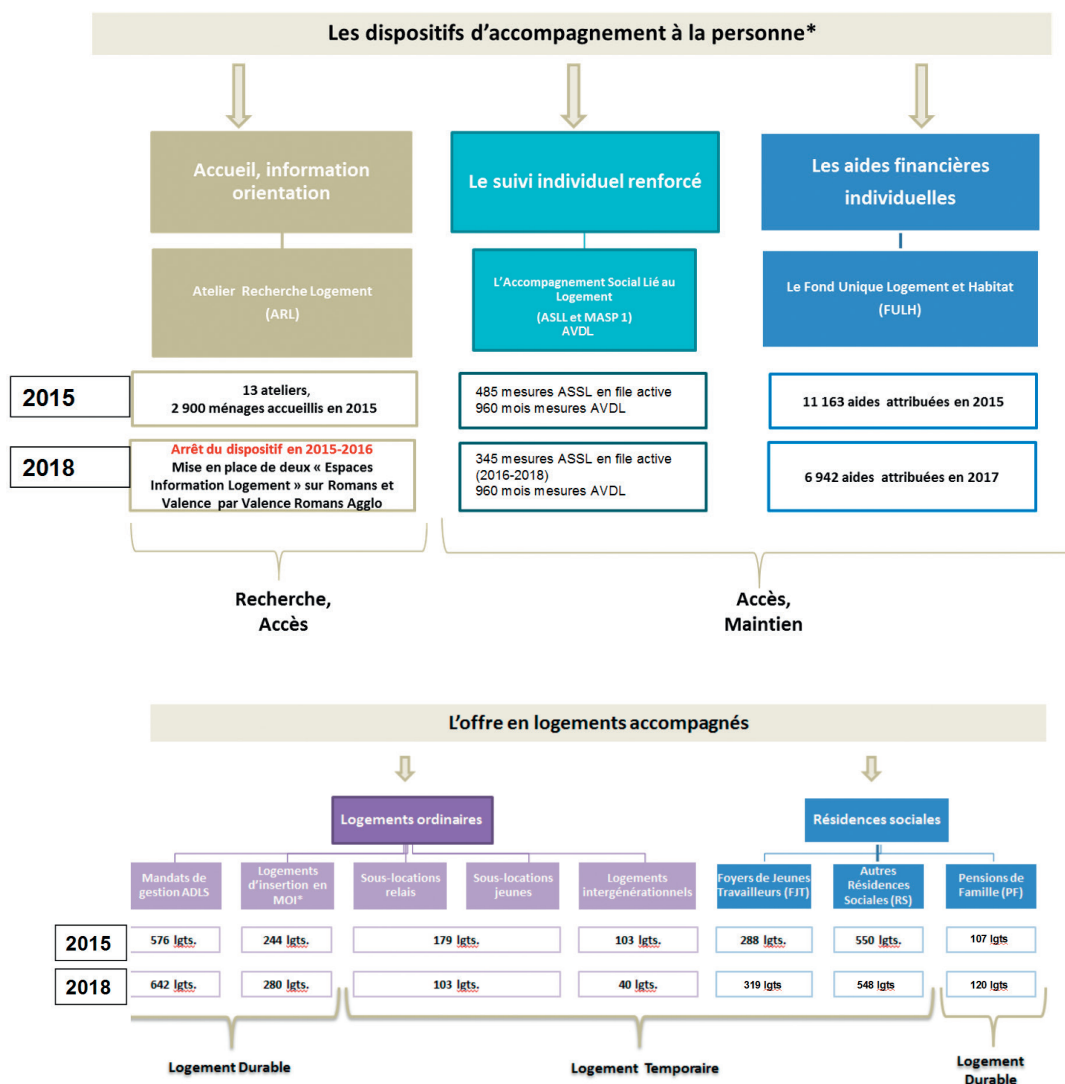 Les dispositifs d'accompagnement à la personne*
Accueil, information
orientation
Le suivi individuel renforcé
Les aides financières
individuelles
Atelier Recherche Logement
(ARL)
L'Accompagnement Social Lié au
Logement
(ASLL et MASP 1)
AVDL
Le Fond Unique Logement et Habitat
(FULH)
2015
13 ateliers,
2 900 ménages accueillis en 2015
485 mesures ASSL en file active
960 mois mesures AVDL
11 163 aides attribuées en 2015
2018
Arrêt du dispositif en 2015-2016
Mise en place de deux « Espaces
Information Logement » sur Romans et
Valence par Valence Romans Agglo
345 mesures ASSL en file active
(2016-2018)
960 mois mesures AVDL
6 942 aides attribuées en 2017
Recherche,
Accès
Accès,
Maintien
L'offre en logements accompagnés
Logements ordinaires
Résidences sociales
Mandats de
gestion ADLS
Logements
d'insertion en
MOI*
Sous-locations
relais
Sous-locations
jeunes
Logements
intergénérationnels
Foyers de Jeunes
Travailleurs (FJT)
Autres
Résidences
Sociales (RS)
Pensions de
Famille (PF)
2015
576 lgts.
244 lgts.
179 lgts.
103 lgts.
288 lgts.
550 lgts.
107 lgts
2018
642 lgts.
280 lgts.
103 lgts.
40 lgts.
319 lgts
548 lgts
120 lgts
Logement Durable
Logement Temporaire
Logement
Durable